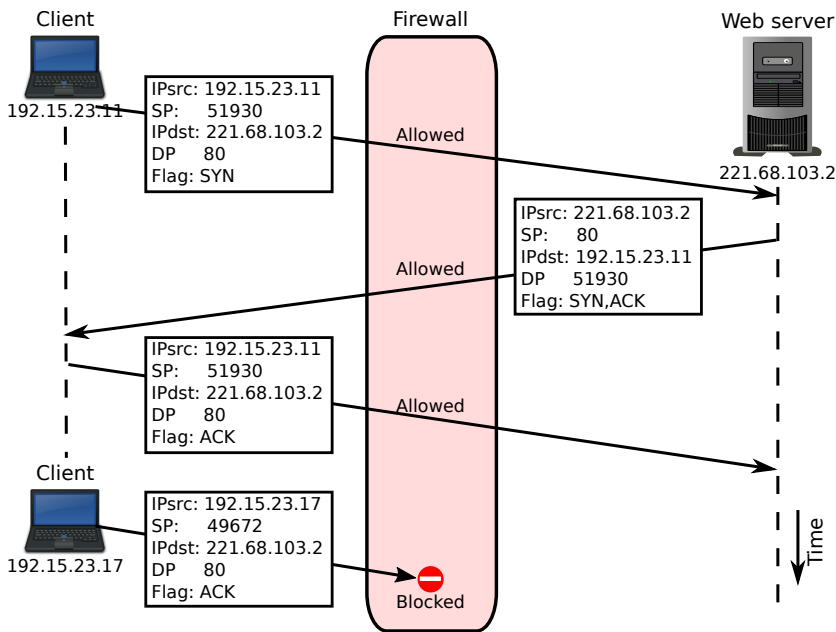 Client
Firewall
Web server
192.15.23.11
IPsrc: 192.15.23.11
SP: 51930
IPdst: 221.68.103.2
DP 80
Flag: SYN
Allowed
221.68.103.2
IPsrc: 221.68.103.2
SP: 80
IPdst: 192.15.23.11
DP 51930
Flag: SYN,ACK
Allowed
IPsrc: 192.15.23.11
SP: 51930
IPdst: 221.68.103.2
DP 80
Flag: ACK
Allowed
Client
192.15.23.17
IPsrc: 192.15.23.17
SP: 49672
IPdst: 221.68.103.2
DP 80
Flag: ACK
Blocked
Time